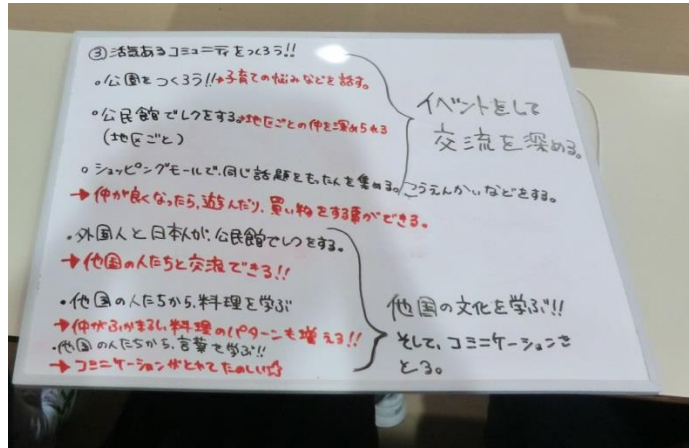 ③活気あるコミュニティをつくろう!!
・公園をつくろう!!→子育ての悩みなどを話す。
・公民館でレクをする。→地区ごとの仲を深められる
(地区ごと)
・ショッピングモールで、同じ話題をもった人を集める。
こうえんかいなどをする。
→仲が良くなったら、遊んだり、買い物をする事ができる。
イベントをして
交流を深める。
・外国人と日本人が、公民館でレクをする。
→他国の人たちと交流できる!!
・他国の人たちから、料理を学ぶ
→仲がふかまるし、料理のパターンも増える!!
・他国の人たちから、言葉を学ぶ!!
→コミニケーションがとれてたのしい☆
他国の文化を学ぶ!!
そして、コミニケーションを
とる。